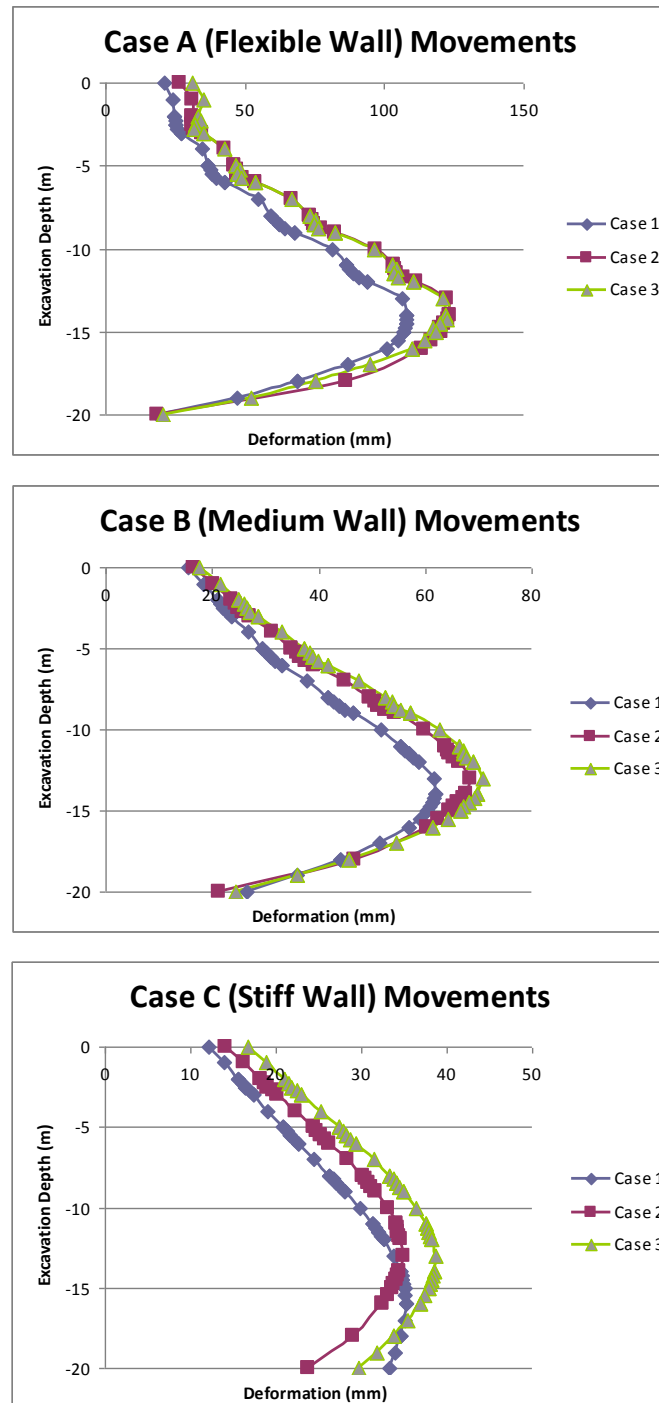 Case A (Flexible Wall) Movements
0 50 100 150
0
-5
-10
-15
-20
Excavation Depth (m)
Deformation (mm)
Case 1
Case 2
Case 3
Case B (Medium Wall) Movements
0 20 40 60 80
0
-5
-10
-15
-20
Excavation Depth (m)
Deformation (mm)
Case 1
Case 2
Case 3
Case C (Stiff Wall) Movements
0 10 20 30 40 50
0
-5
-10
-15
-20
Excavation Depth (m)
Deformation (mm)
Case 1
Case 2
Case 3